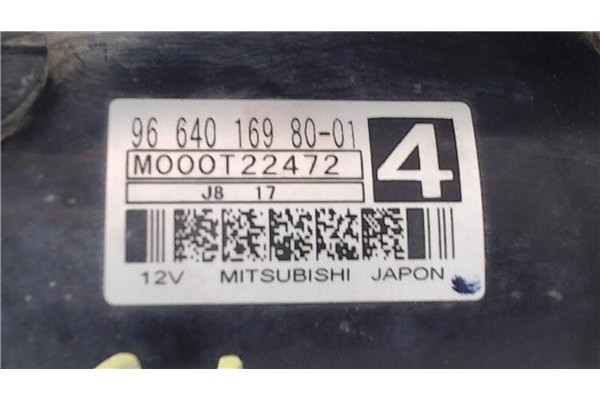 96 640 169 80-01
M000T22472
4
J8 17
12V MITSUBISHI JAPON